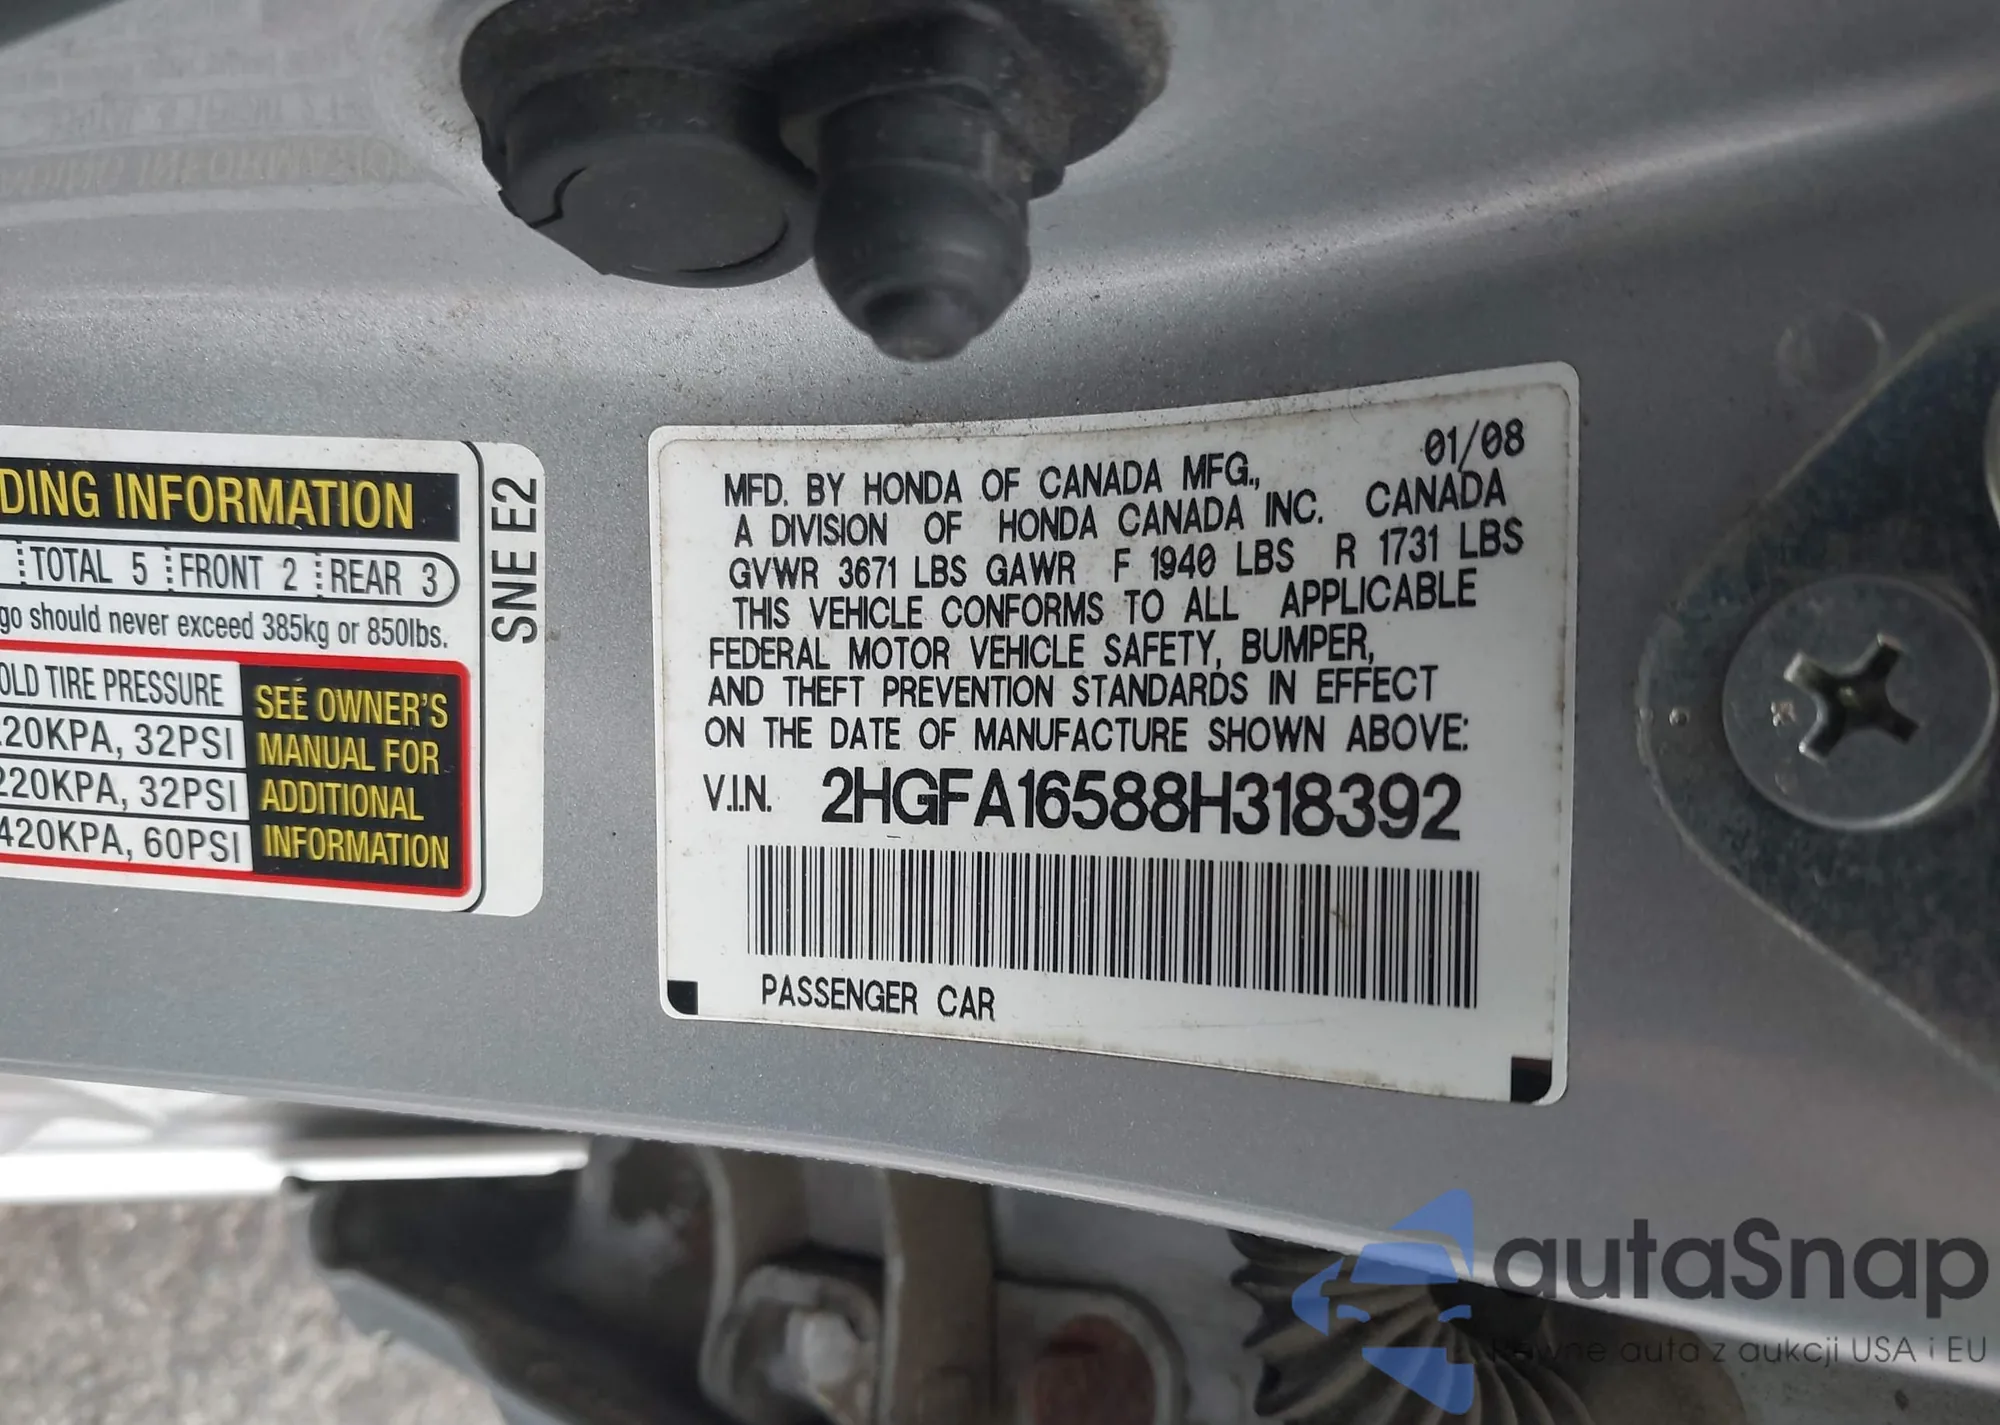 DING INFORMATION
TOTAL 5 FRONT 2 REAR 3
go should never exceed 385kg or 850lbs.
OLD TIRE PRESSURE
20KPA, 32PSI
220KPA, 32PSI
420KPA, 60PSI
SEE OWNER'S
MANUAL FOR
ADDITIONAL
INFORMATION
SNE E2
01/08
MFD. BY HONDA OF CANADA MFG.,
A DIVISION OF HONDA CANADA INC. CANADA
GVWR 3671 LBS GAWR F 1940 LBS R 1731 LBS
THIS VEHICLE CONFORMS TO ALL APPLICABLE
FEDERAL MOTOR VEHICLE SAFETY, BUMPER,
AND THEFT PREVENTION STANDARDS IN EFFECT
ON THE DATE OF MANUFACTURE SHOWN ABOVE:
V.I.N. 2HGFA16588H318392
PASSENGER CAR
autaSnap
Pewne auta z aukcji USA i EU